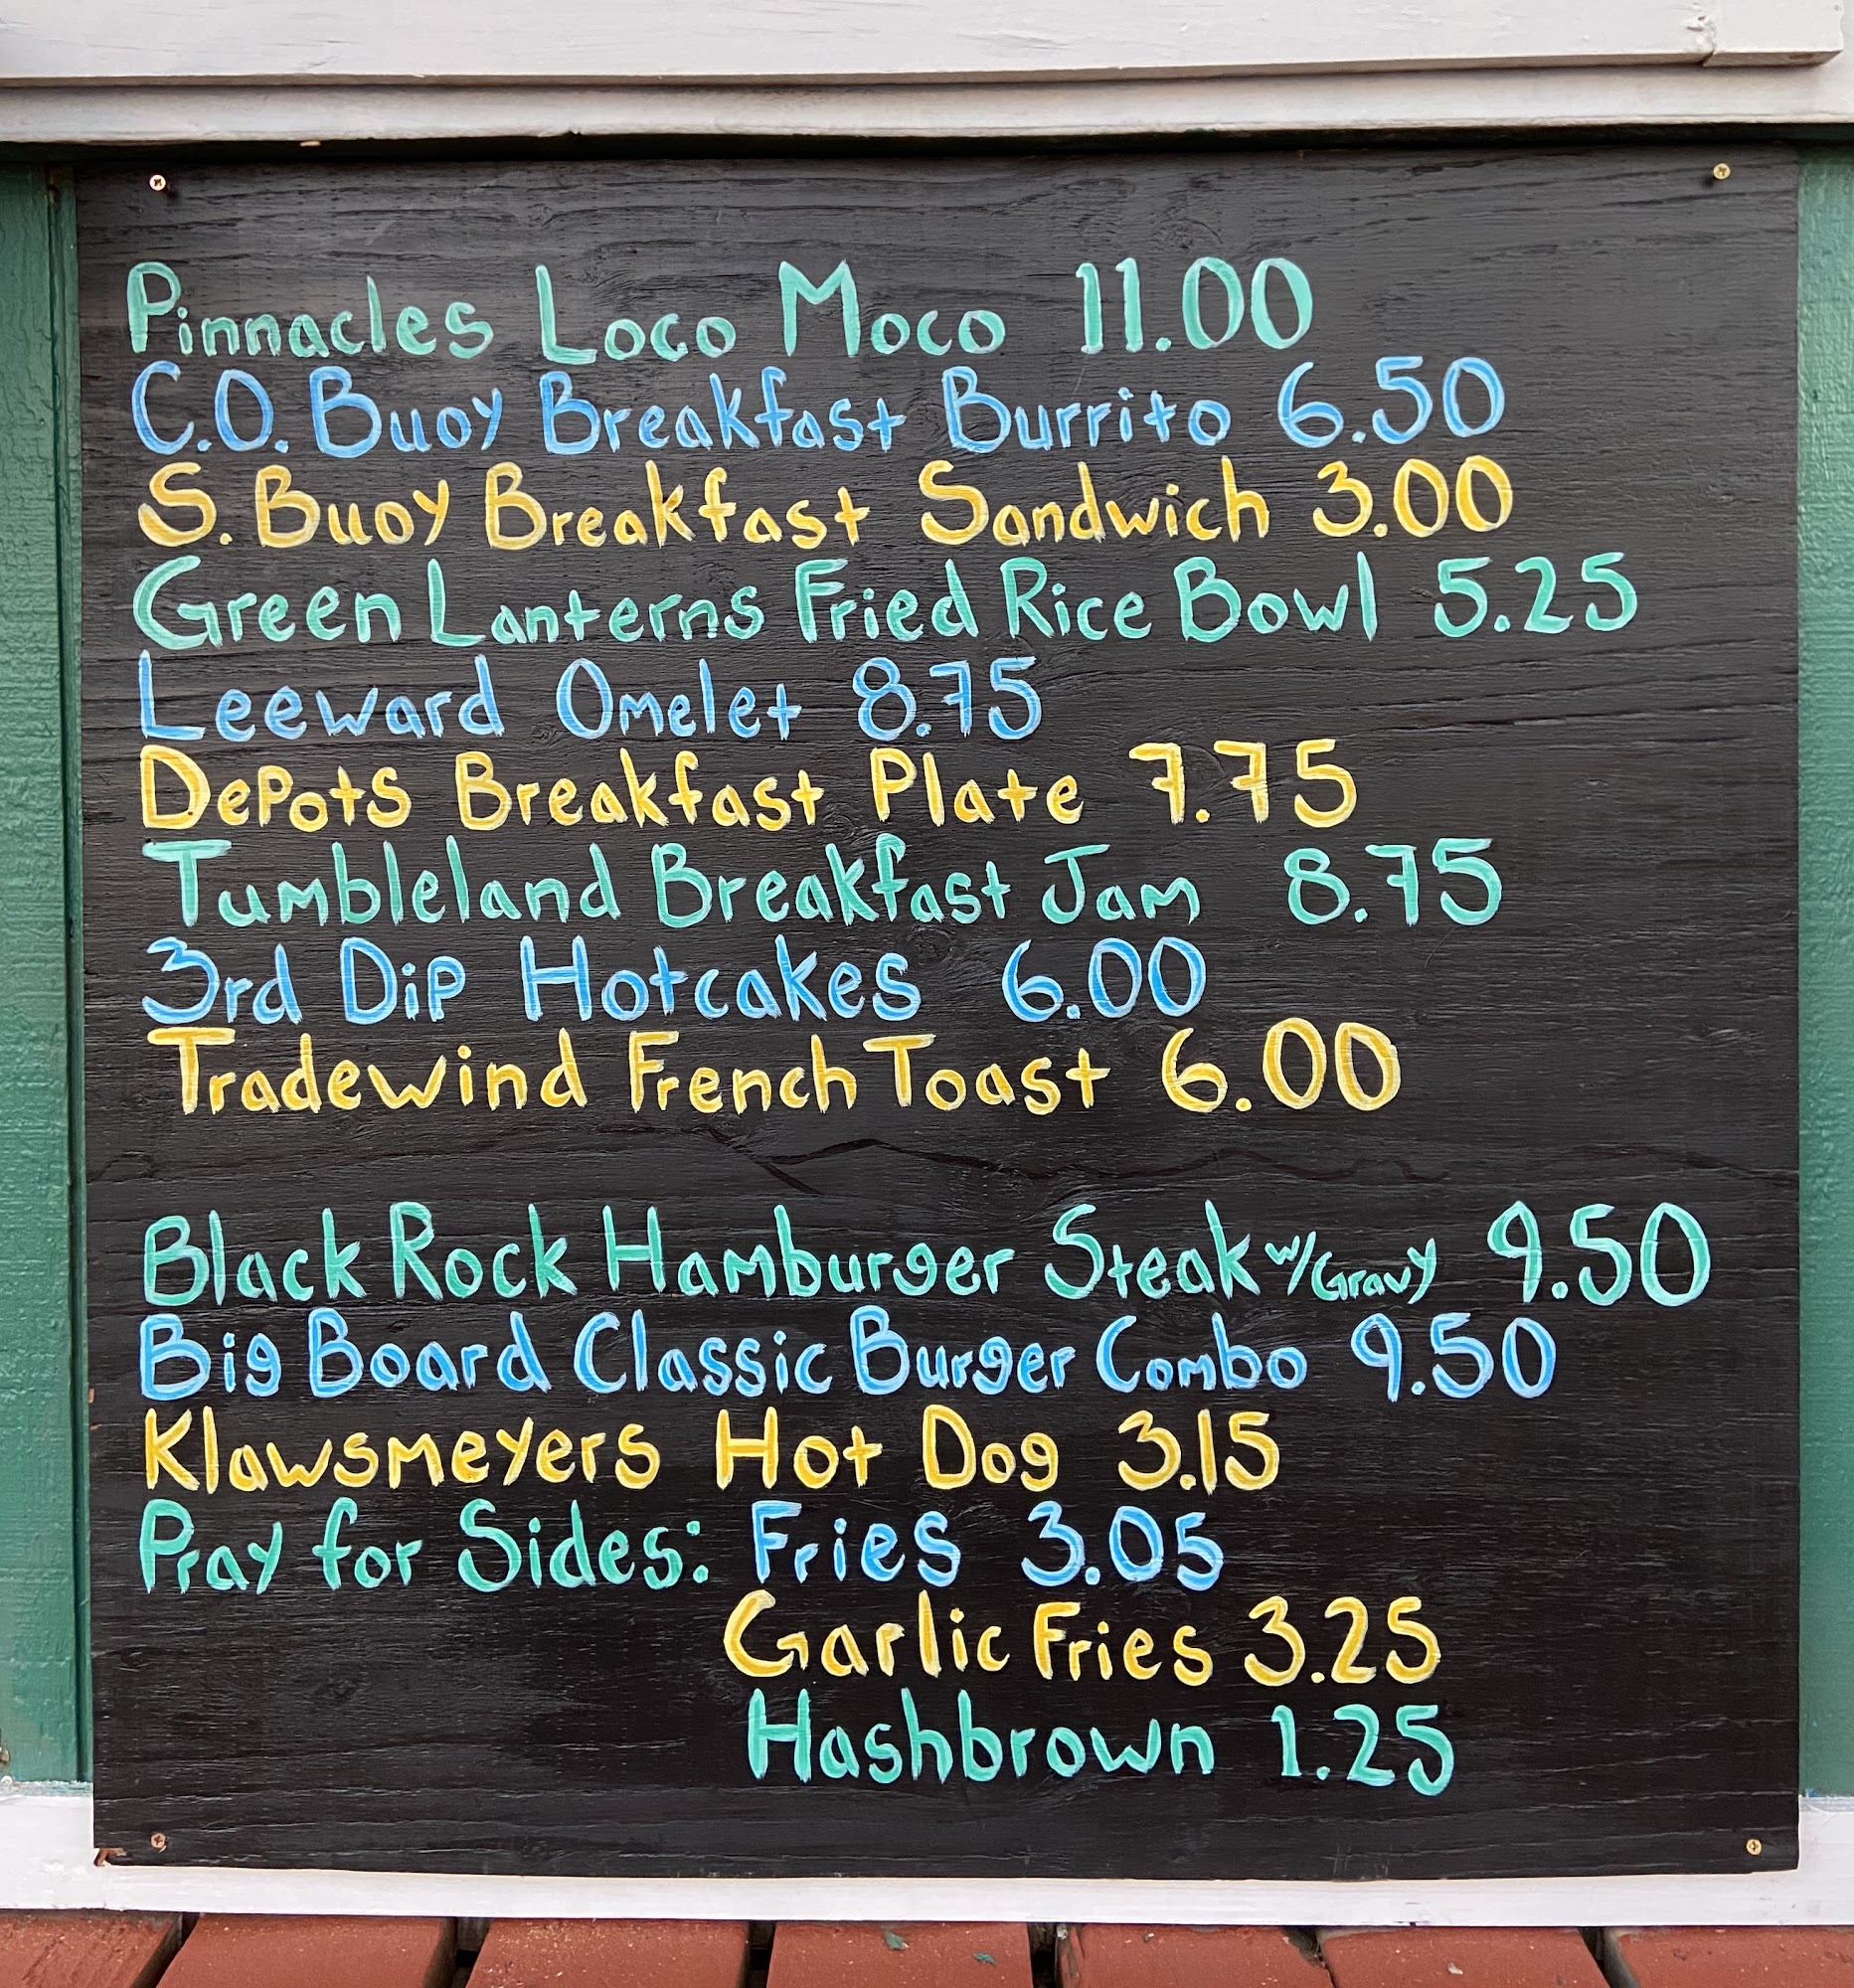 Pinnacles Loco Moco 11.00
C.O. Buoy Breakfast Burrito 6.50
S. Buoy Breakfast Sandwich 3.00
Green Lanterns Fried Rice Bowl 5.25
Leeward Omelet 8.75
Depots Breakfast Plate 7.75
Tumbleland Breakfast Jam 8.75
3rd Dip Hotcakes 6.00
Tradewind French Toast 6.00
Black Rock Hamburger Steak w/Gravy 9.50
Big Board Classic Burger Combo 9.50
Klawsmeyers Hot Dog 3.15
Pray for Sides: Fries 3.05
Garlic Fries 3.25
Hashbrown 1.25